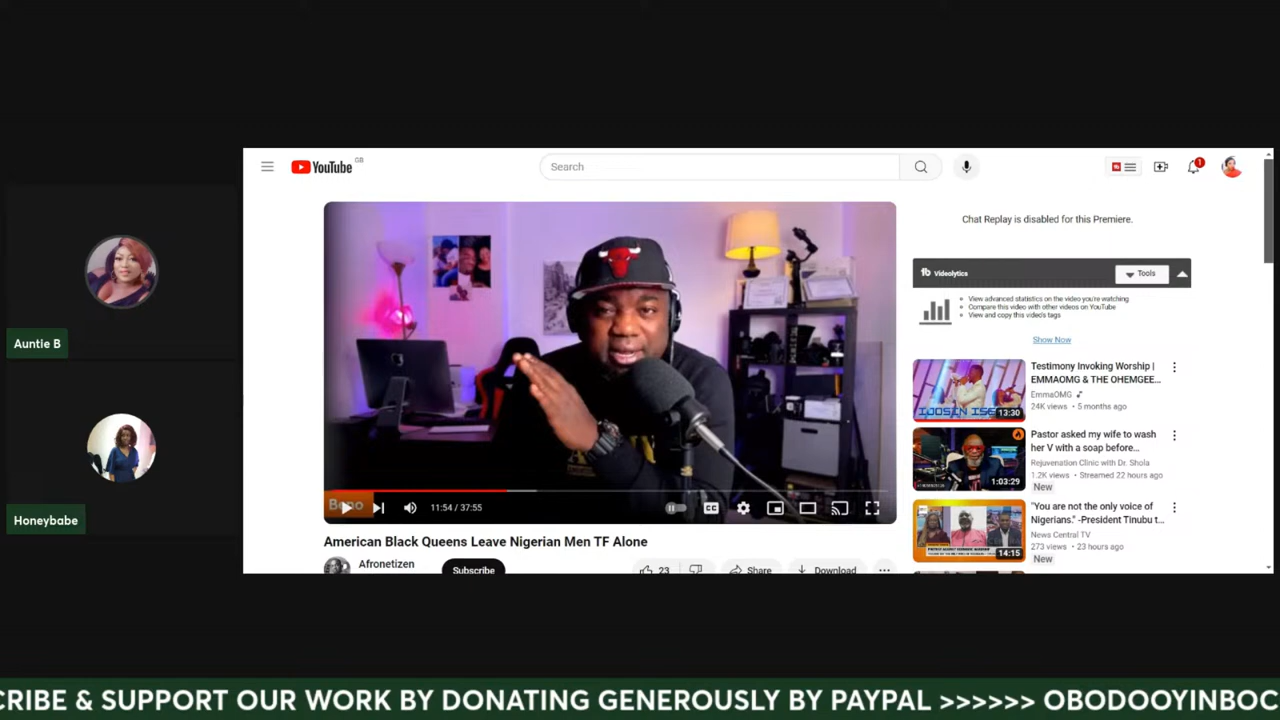 Auntie B
Honeybabe
YouTube GB
Search
1
Chat Replay is disabled for this Premiere.
tb Videolytics
Tools
View advanced statistics on the video you're watching
Compare this video with other videos on YouTube
View and copy this video's tags
Show Now
Testimony Invoking Worship |
EMMAOMG & THE OHEMGEE...
EmmaOMG
24K views • 5 months ago
13:30
Pastor asked my wife to wash
her V with a soap before...
Rejuvenation Clinic with Dr. Shola
1.2K views • Streamed 22 hours ago
New
1:03:29
"You are not the only voice of
Nigerians." -President Tinubu t...
News Central TV
273 views • 23 hours ago
New
14:15
11:54 / 37:55
CC
American Black Queens Leave Nigerian Men TF Alone
Afronetizen
Subscribe
23
Share
Download
CRIBE & SUPPORT OUR WORK BY DONATING GENEROUSLY BY PAYPAL >>>>>> OBODOOYINBOC